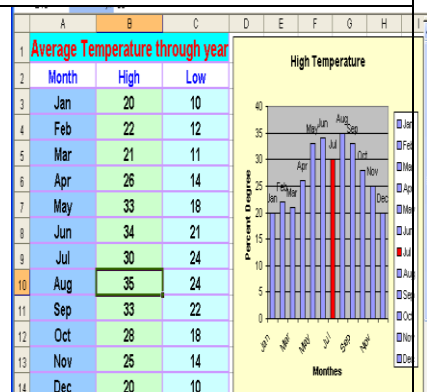 A B C D E F G H I
1 Average Temperature through year
2 Month High Low
3 Jan 20 10
4 Feb 22 12
5 Mar 21 11
6 Apr 26 14
7 May 33 18
8 Jun 34 21
9 Jul 30 24
10 Aug 35 24
11 Sep 33 22
12 Oct 28 18
13 Nov 25 14
14 Dec 20 10
High Temperature
Percent Degree
40
35
30
25
20
15
10
5
0
Jan Feb Mar Apr May Jun Jul Aug Sep Oct Nov Dec
Jan Mar May Jul Sep Nov
Monthes
Jan
Feb
Mar
Apr
May
Jun
Jul
Aug
Sep
Oct
Nov
Dec